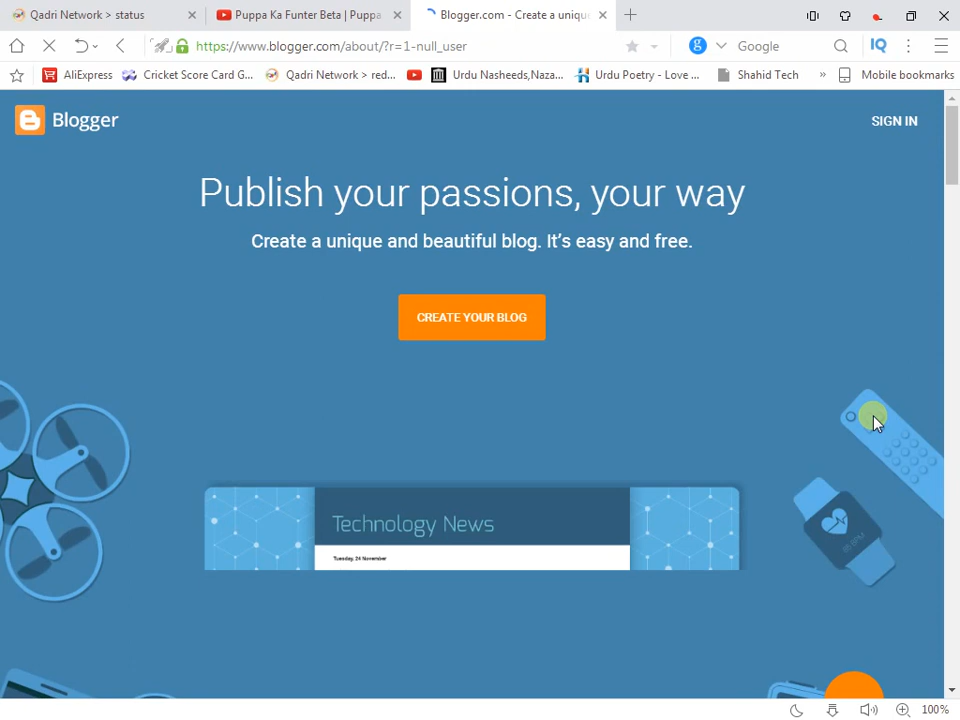 Qadri Network > status
Puppa Ka Funter Beta | Puppa
Blogger.com - Create a uniqu
https://www.blogger.com/about/?r=1-null_user
Google
IQ
AliExpress
Cricket Score Card G...
Qadri Network > red...
Urdu Nasheeds,Naza...
Urdu Poetry - Love ...
Shahid Tech
»
Mobile bookmarks
Blogger
SIGN IN
Publish your passions, your way
Create a unique and beautiful blog. It's easy and free.
CREATE YOUR BLOG
Technology News
Tuesday, 24 November
100%